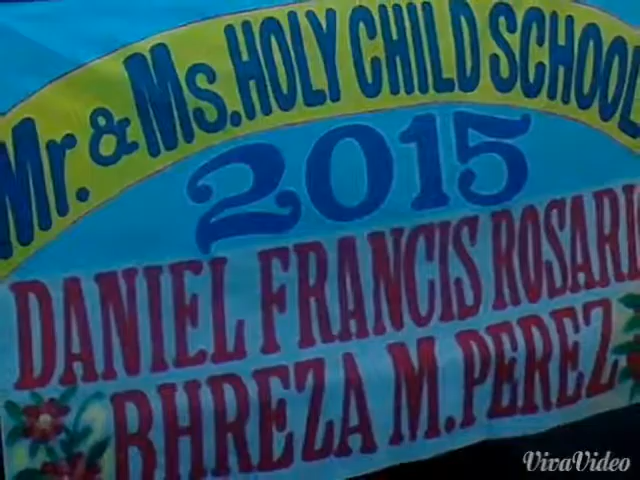 Mr. & Ms. HOLY CHILD SCHOOL
2015
DANIEL FRANCIS ROSARI
BHREZA M. PEREZ
VivaVideo